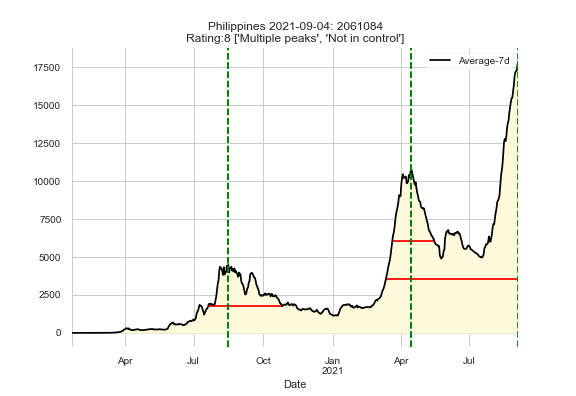 Philippines 2021-09-04: 2061084
Rating:8 ['Multiple peaks', 'Not in control']
Average-7d
17500
15000
12500
10000
7500
5000
2500
0
Apr Jul Oct Jan Apr Jul
2021
Date